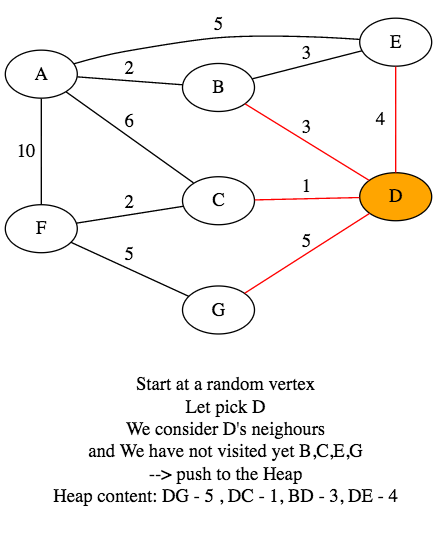 5
E
3
A
2
B
6
3
4
10
1
D
2
C
F
5
5
G
Start at a random vertex
Let pick D
We consider D's neighours
and We have not visited yet B,C,E,G
--> push to the Heap
Heap content: DG - 5 , DC - 1, BD - 3, DE - 4